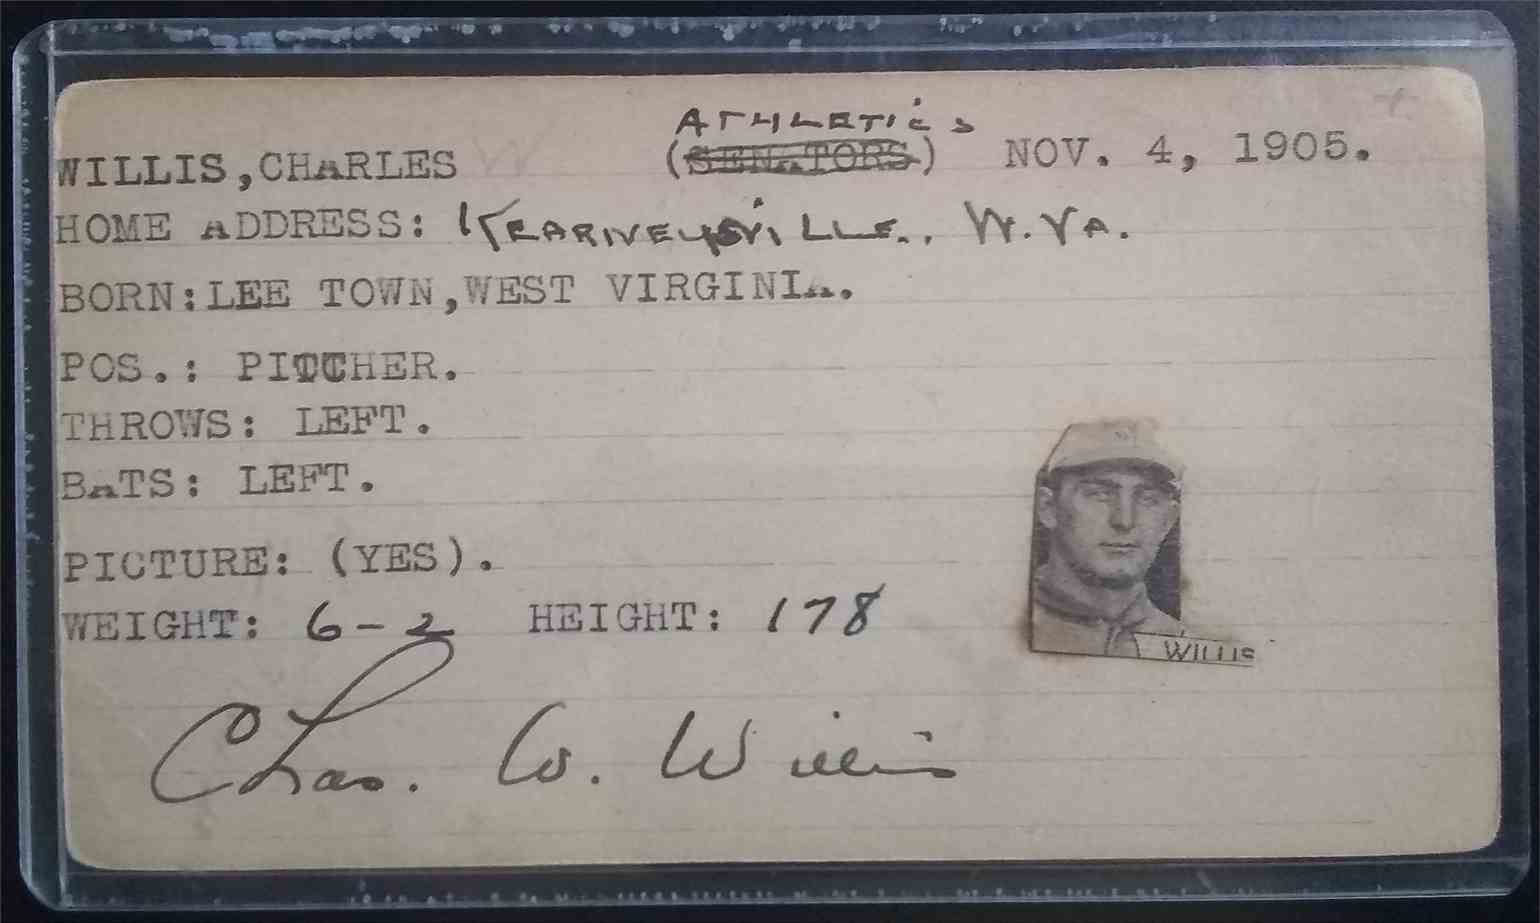 ATHLETiCs
WILLIS,CHARLES (SENATORS) NOV. 4, 1905.
HOME ADDRESS: KEARNEYSViLLE., W.VA.
BORN:LEE TOWN,WEST VIRGINIA.
POS.: PITCHER.
THROWS: LEFT.
BATS: LEFT.
PICTURE: (YES).
WEIGHT: 6-2 HEIGHT: 178
WILLIS
Chas. W. Willis